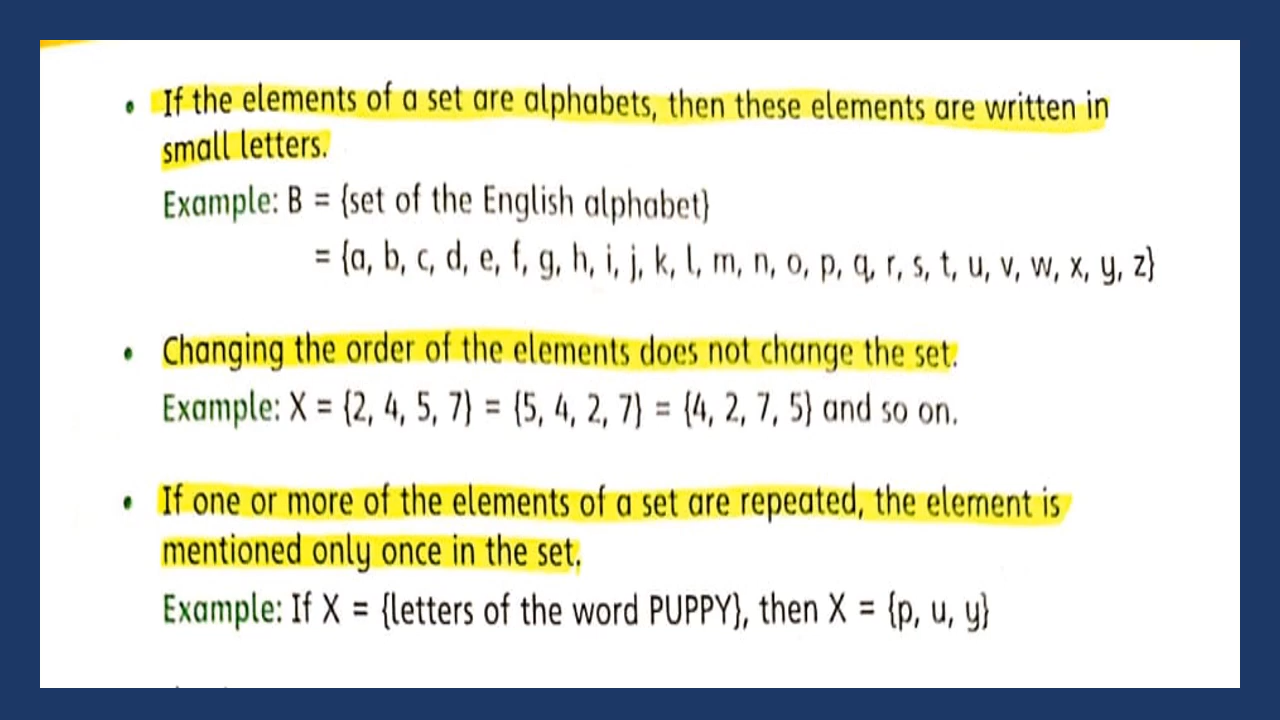 • If the elements of a set are alphabets, then these elements are written in
small letters.
Example: B = {set of the English alphabet}
= {a, b, c, d, e, f, g, h, i, j, k, l, m, n, o, p, q, r, s, t, u, v, w, x, y, z}
• Changing the order of the elements does not change the set.
Example: X = {2, 4, 5, 7} = {5, 4, 2, 7} = {4, 2, 7, 5} and so on.
• If one or more of the elements of a set are repeated, the element is
mentioned only once in the set.
Example: If X = {letters of the word PUPPY}, then X = {p, u, y}